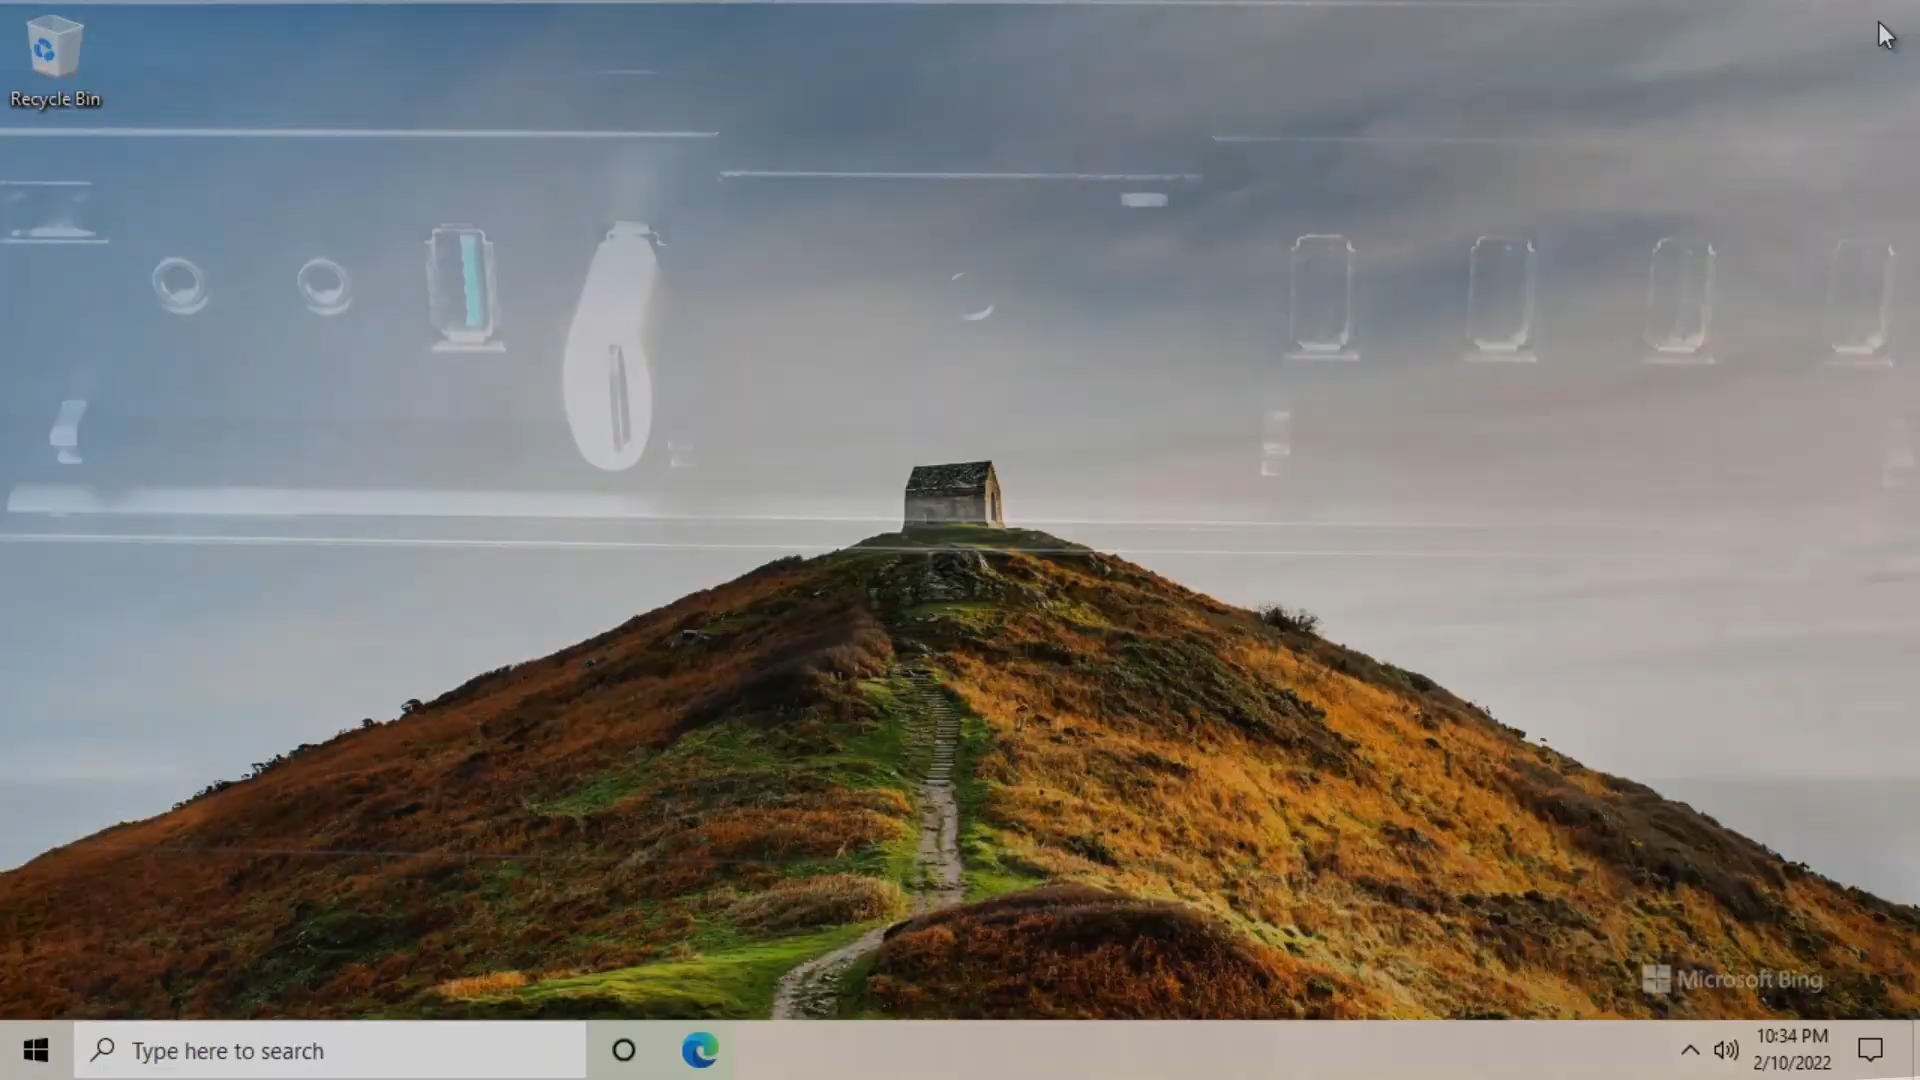 Recycle Bin
Microsoft Bing
Type here to search
10:34 PM
2/10/2022